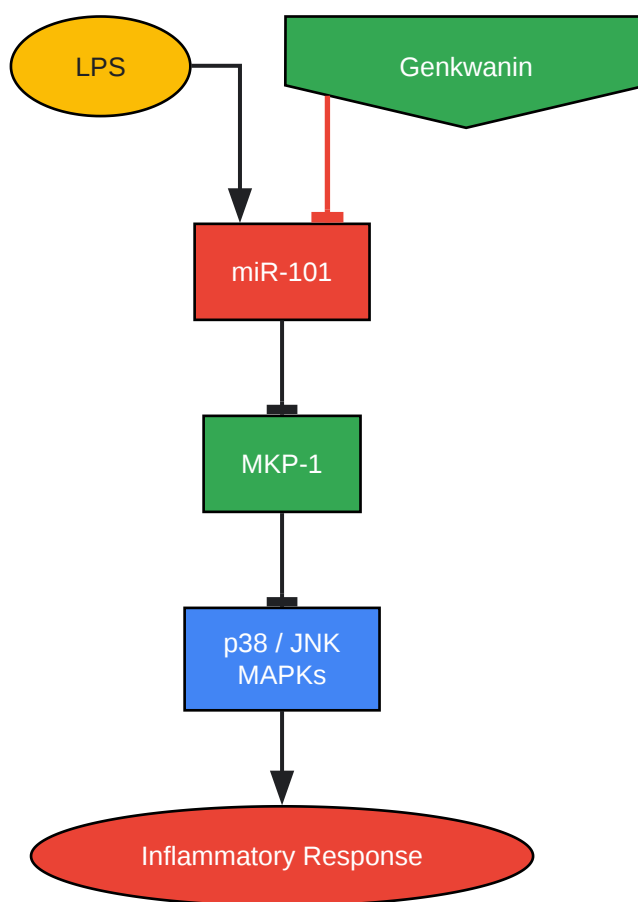 LPS
Genkwanin
miR-101
MKP-1
p38 / JNK
MAPKs
Inflammatory Response